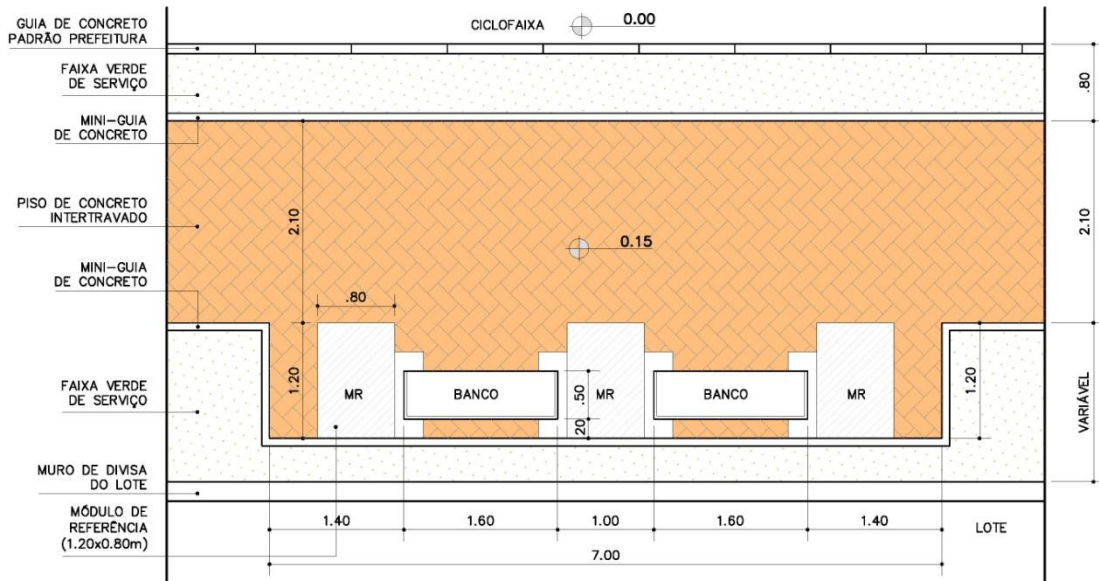 GUIA DE CONCRETO
PADRÃO PREFEITURA
CICLOFAIXA
0.00
FAIXA VERDE
DE SERVIÇO
.80
MINI-GUIA
DE CONCRETO
PISO DE CONCRETO
INTERTRAVADO
2.10
0.15
2.10
MINI-GUIA
DE CONCRETO
.80
FAIXA VERDE
DE SERVIÇO
1.20
MR
BANCO
.50
.20
MR
BANCO
MR
1.20
VARIÁVEL
MURO DE DIVISA
DO LOTE
MÓDULO DE
REFERÊNCIA
(1.20x0.80m)
1.40
1.60
1.00
1.60
1.40
LOTE
7.00